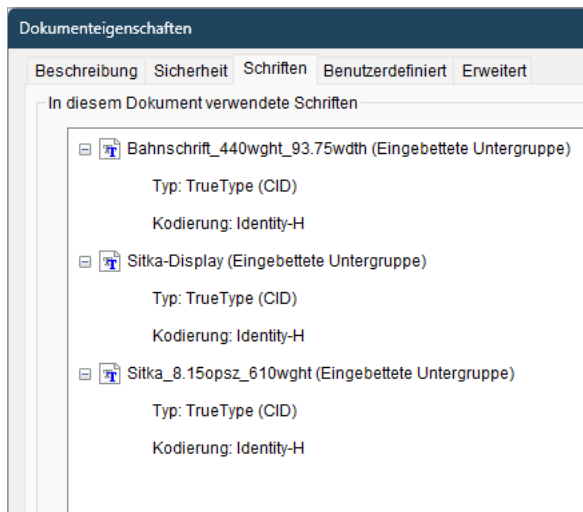 Dokumenteigenschaften
Beschreibung Sicherheit Schriften Benutzerdefiniert Erweitert
In diesem Dokument verwendete Schriften
Bahnschrift_440wght_93.75wdth (Eingebettete Untergruppe)
Typ: TrueType (CID)
Kodierung: Identity-H
Sitka-Display (Eingebettete Untergruppe)
Typ: TrueType (CID)
Kodierung: Identity-H
Sitka_8.15opsz_610wght (Eingebettete Untergruppe)
Typ: TrueType (CID)
Kodierung: Identity-H